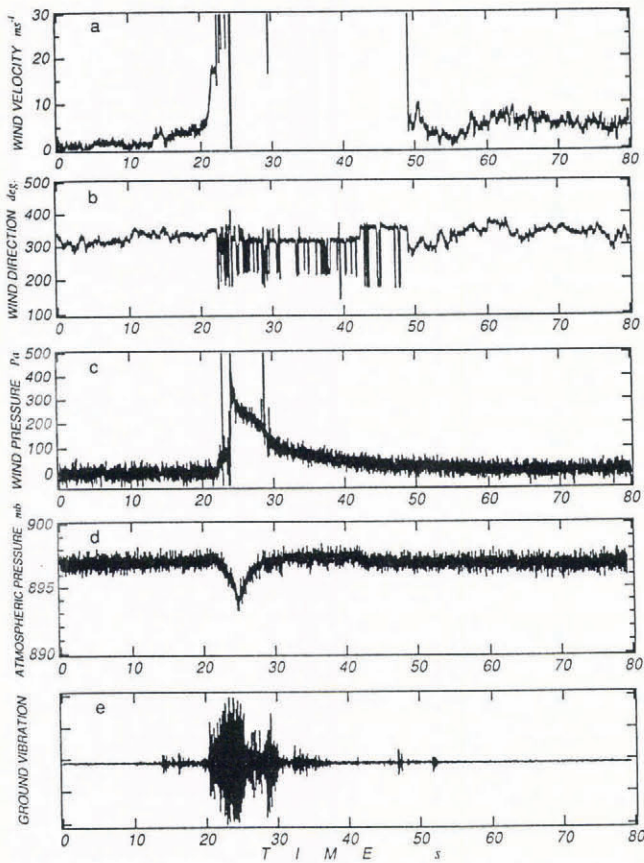 a
WIND VELOCITY ms⁻¹
30
20
10
0
0 10 20 30 40 50 60 70 80
b
WIND DIRECTION deg.
500
400
300
200
100
0 10 20 30 40 50 60 70 80
c
WIND PRESSURE Pa
500
400
300
200
100
0
0 10 20 30 40 50 60 70 80
d
ATMOSPHERIC PRESSURE mb
900
895
890
0 10 20 30 40 50 60 70 80
e
GROUND VIBRATION
0 10 20 30 40 50 60 70 80
T I M E s